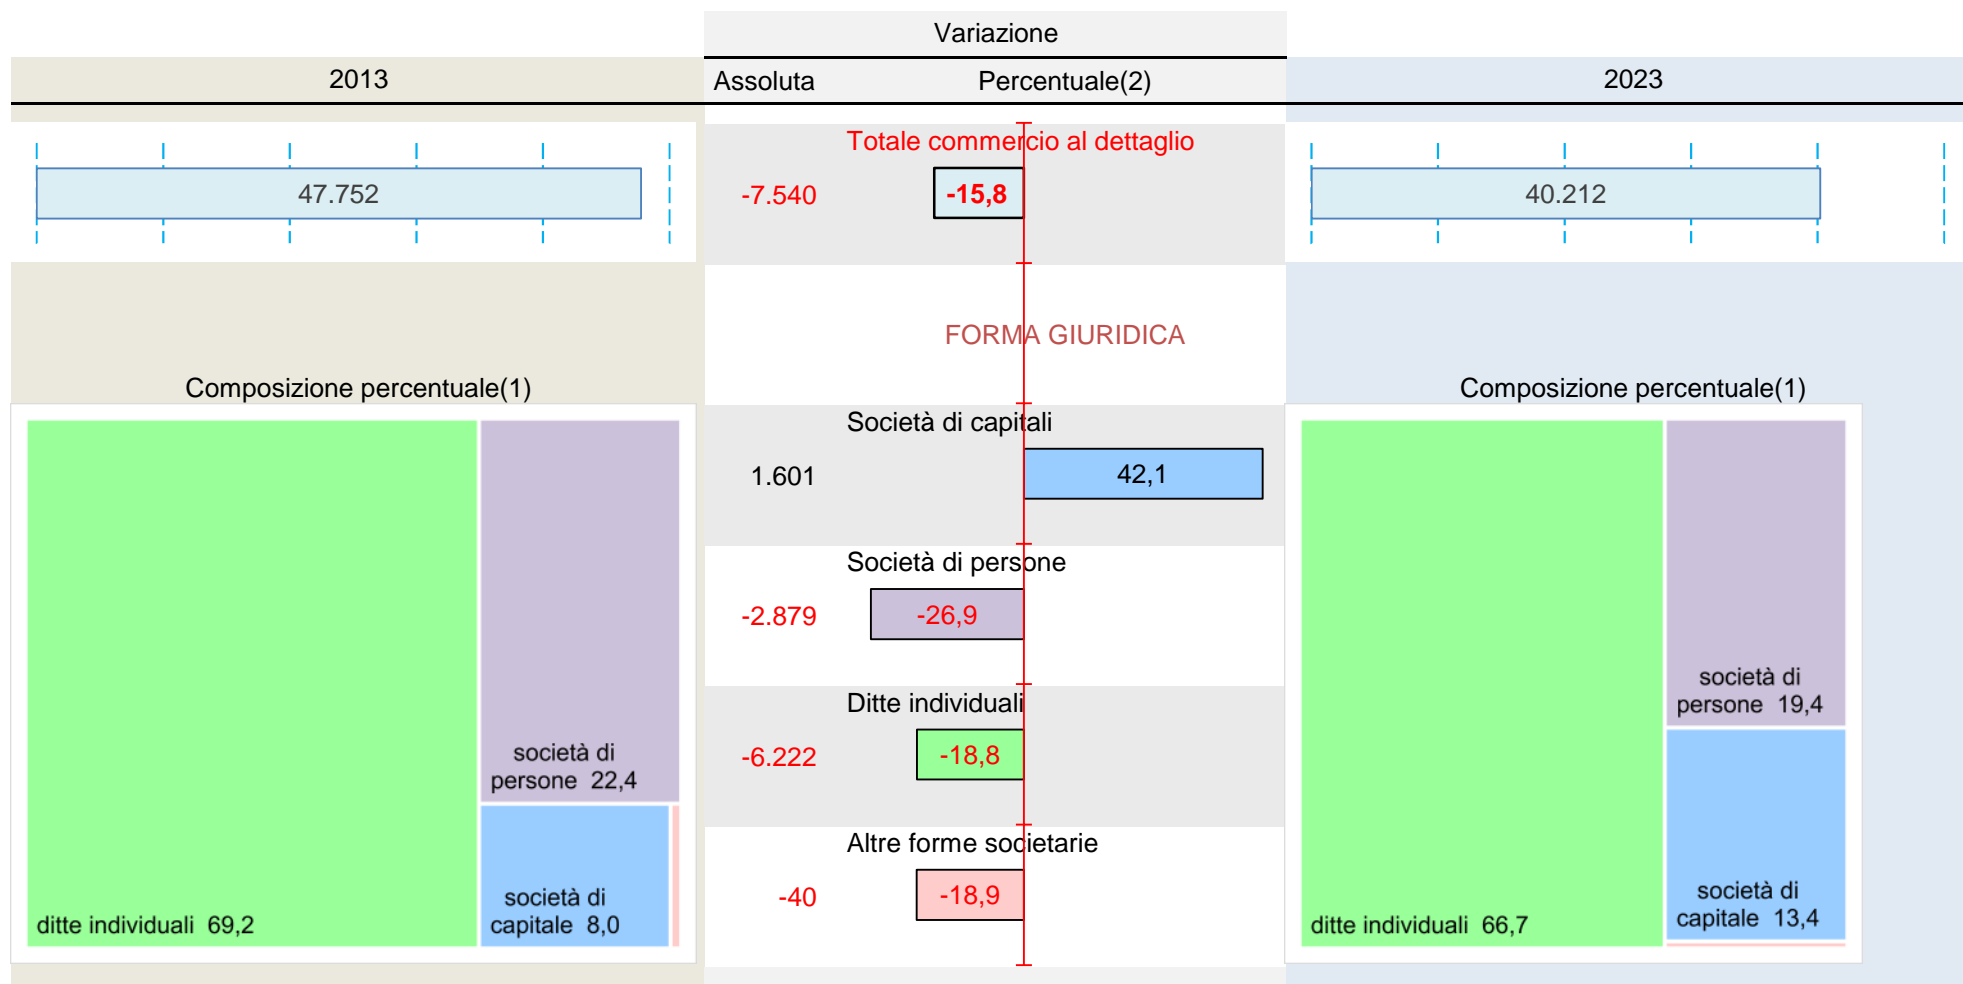 Variazione
2013
Assoluta
Percentuale(2)
2023
Totale commercio al dettaglio
47.752
-7.540
-15,8
40.212
FORMA GIURIDICA
Composizione percentuale(1)
Composizione percentuale(1)
Società di capitali
1.601
42,1
Società di persone
-2.879
-26,9
Ditte individuali
-6.222
-18,8
Altre forme societarie
-40
-18,9
società di
persone 22,4
società di
capitale 8,0
ditte individuali 69,2
società di
persone 19,4
società di
capitale 13,4
ditte individuali 66,7